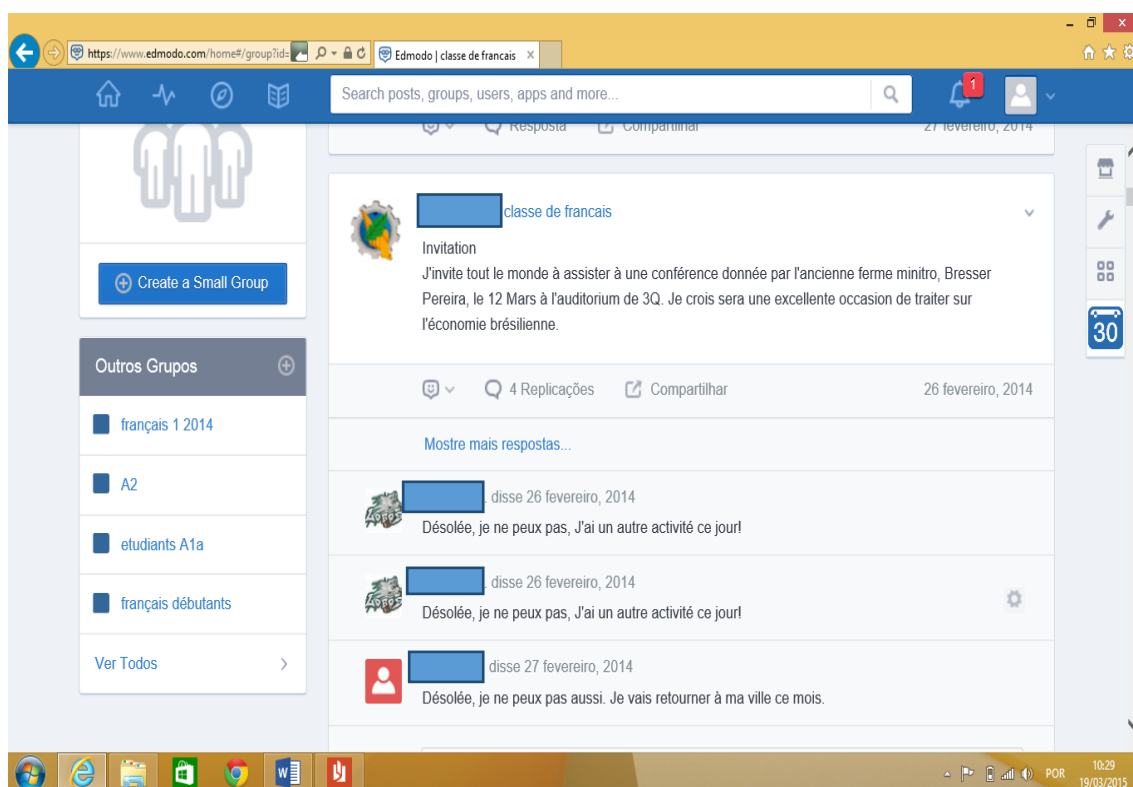 https://www.edmodo.com/home#/group?id=
Edmodo | classe de francais
Search posts, groups, users, apps and more...
1
Resposta Compartilhar 27 fevereiro, 2014
classe de francais
Invitation
J'invite tout le monde à assister à une conférence donnée par l'ancienne ferme minitro, Bresser
Pereira, le 12 Mars à l'auditorium de 3Q. Je crois sera une excellente occasion de traiter sur
l'économie brésilienne.
Create a Small Group
30
Outros Grupos
4 Replicações Compartilhar 26 fevereiro, 2014
français 1 2014
Mostre mais respostas...
A2
. disse 26 fevereiro, 2014
Désolée, je ne peux pas, J'ai un autre activité ce jour!
etudiants A1a
. disse 26 fevereiro, 2014
Désolée, je ne peux pas, J'ai un autre activité ce jour!
français débutants
Ver Todos
disse 27 fevereiro, 2014
Désolée, je ne peux pas aussi. Je vais retourner à ma ville ce mois.
POR
10:29
19/03/2015